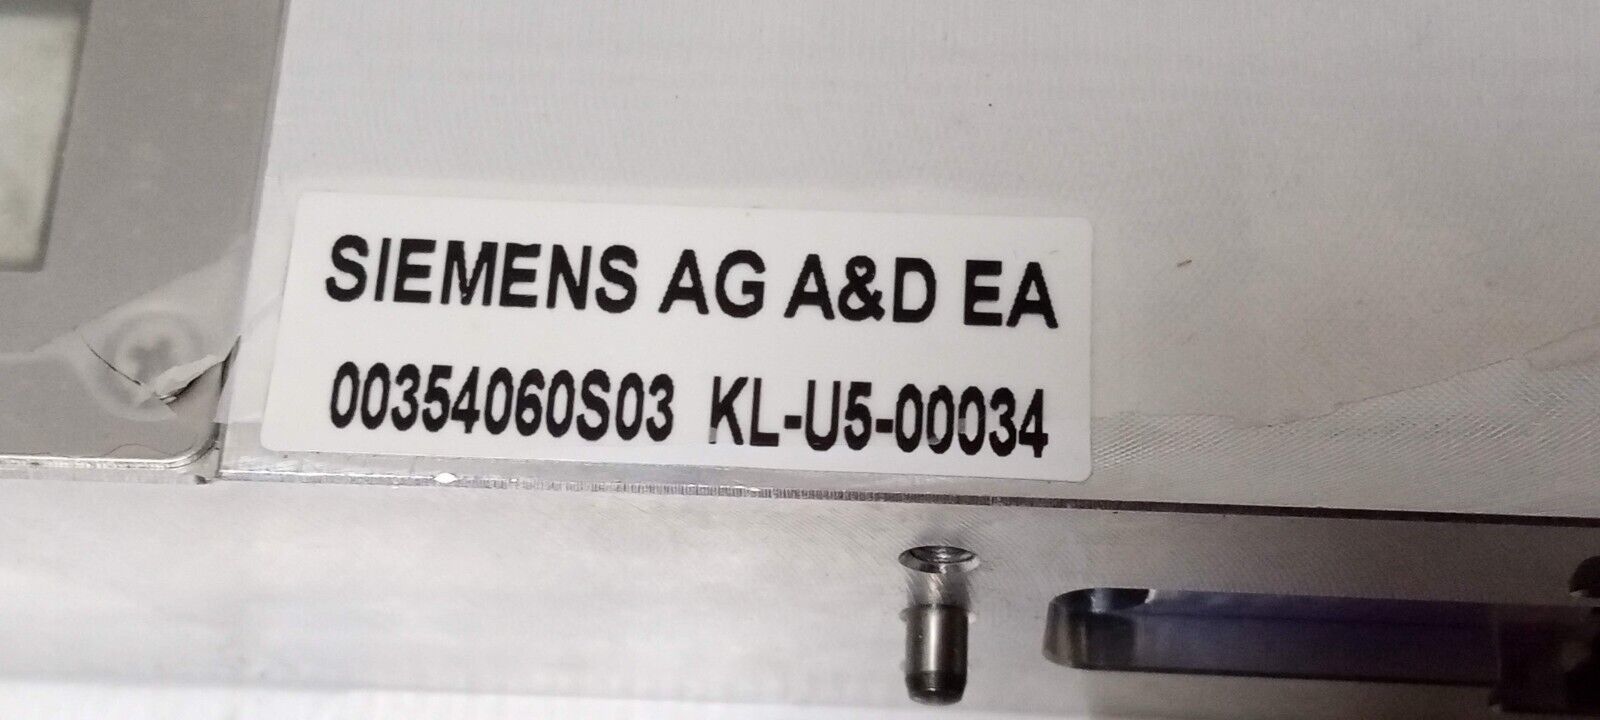 SIEMENS AG A&D EA
00354060S03 KL-U5-00034